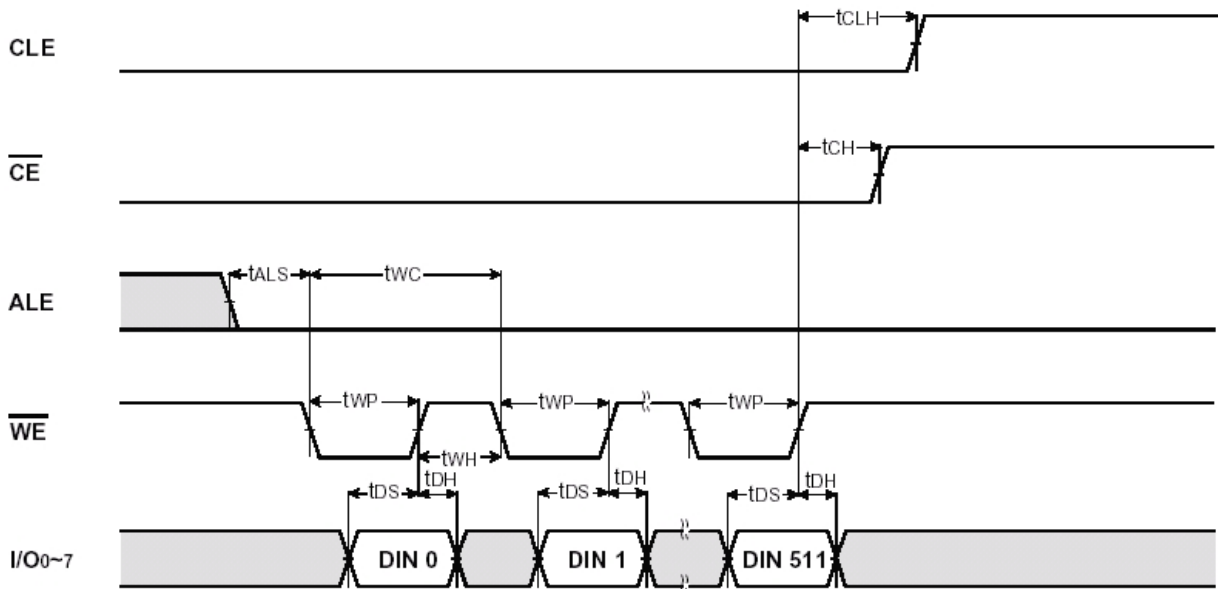 CLE tCLH
CE tCH
ALE tALS tWC
WE tWP tWP tWP
tWH
tDS tDH tDS tDH tDS tDH
I/O0~7 DIN 0 DIN 1 DIN 511